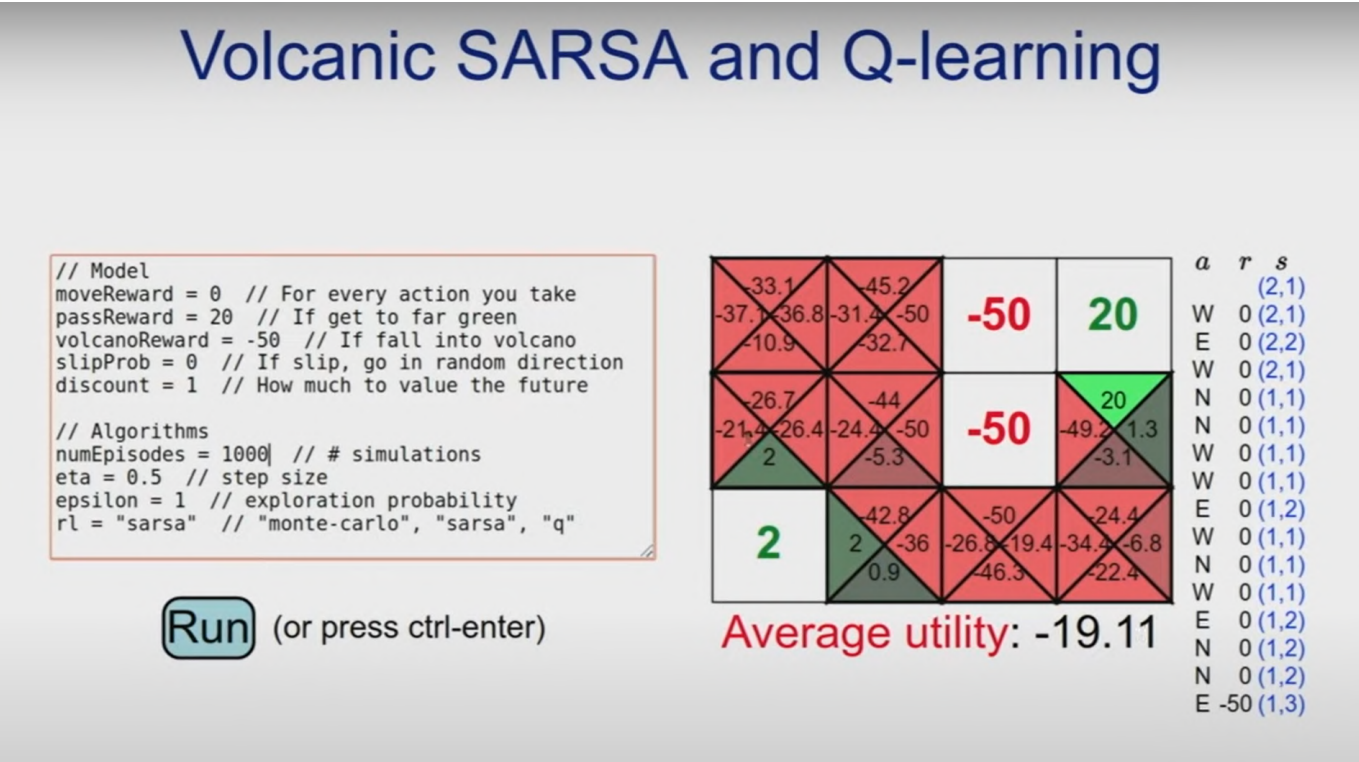 Volcanic SARSA and Q-learning
// Model
moveReward = 0 // For every action you take
passReward = 20 // If get to far green
volcanoReward = -50 // If fall into volcano
slipProb = 0 // If slip, go in random direction
discount = 1 // How much to value the future
// Algorithms
numEpisodes = 1000 // # simulations
eta = 0.5 // step size
epsilon = 1 // exploration probability
rl = "sarsa" // "monte-carlo", "sarsa", "q"
Run (or press ctrl-enter)
-33.1 -45.2
-36.8 -31.4 -50 -50 20
-10.9 -32.7
-26.7 -44 20
-26.4 -24.4 -50 -50 -49.2 1.3
2 -5.3 -3.1
-42.8 -50 -24.4
2 2 -36 -26.8 -19.4 -34.4 -6.8
0.9 -46.3 -22.4
Average utility: -19.11
a r s
(2,1)
W 0 (2,1)
E 0 (2,2)
W 0 (2,1)
N 0 (1,1)
N 0 (1,1)
W 0 (1,1)
W 0 (1,1)
E 0 (1,2)
W 0 (1,1)
N 0 (1,1)
W 0 (1,1)
E 0 (1,2)
N 0 (1,2)
N 0 (1,2)
E -50 (1,3)